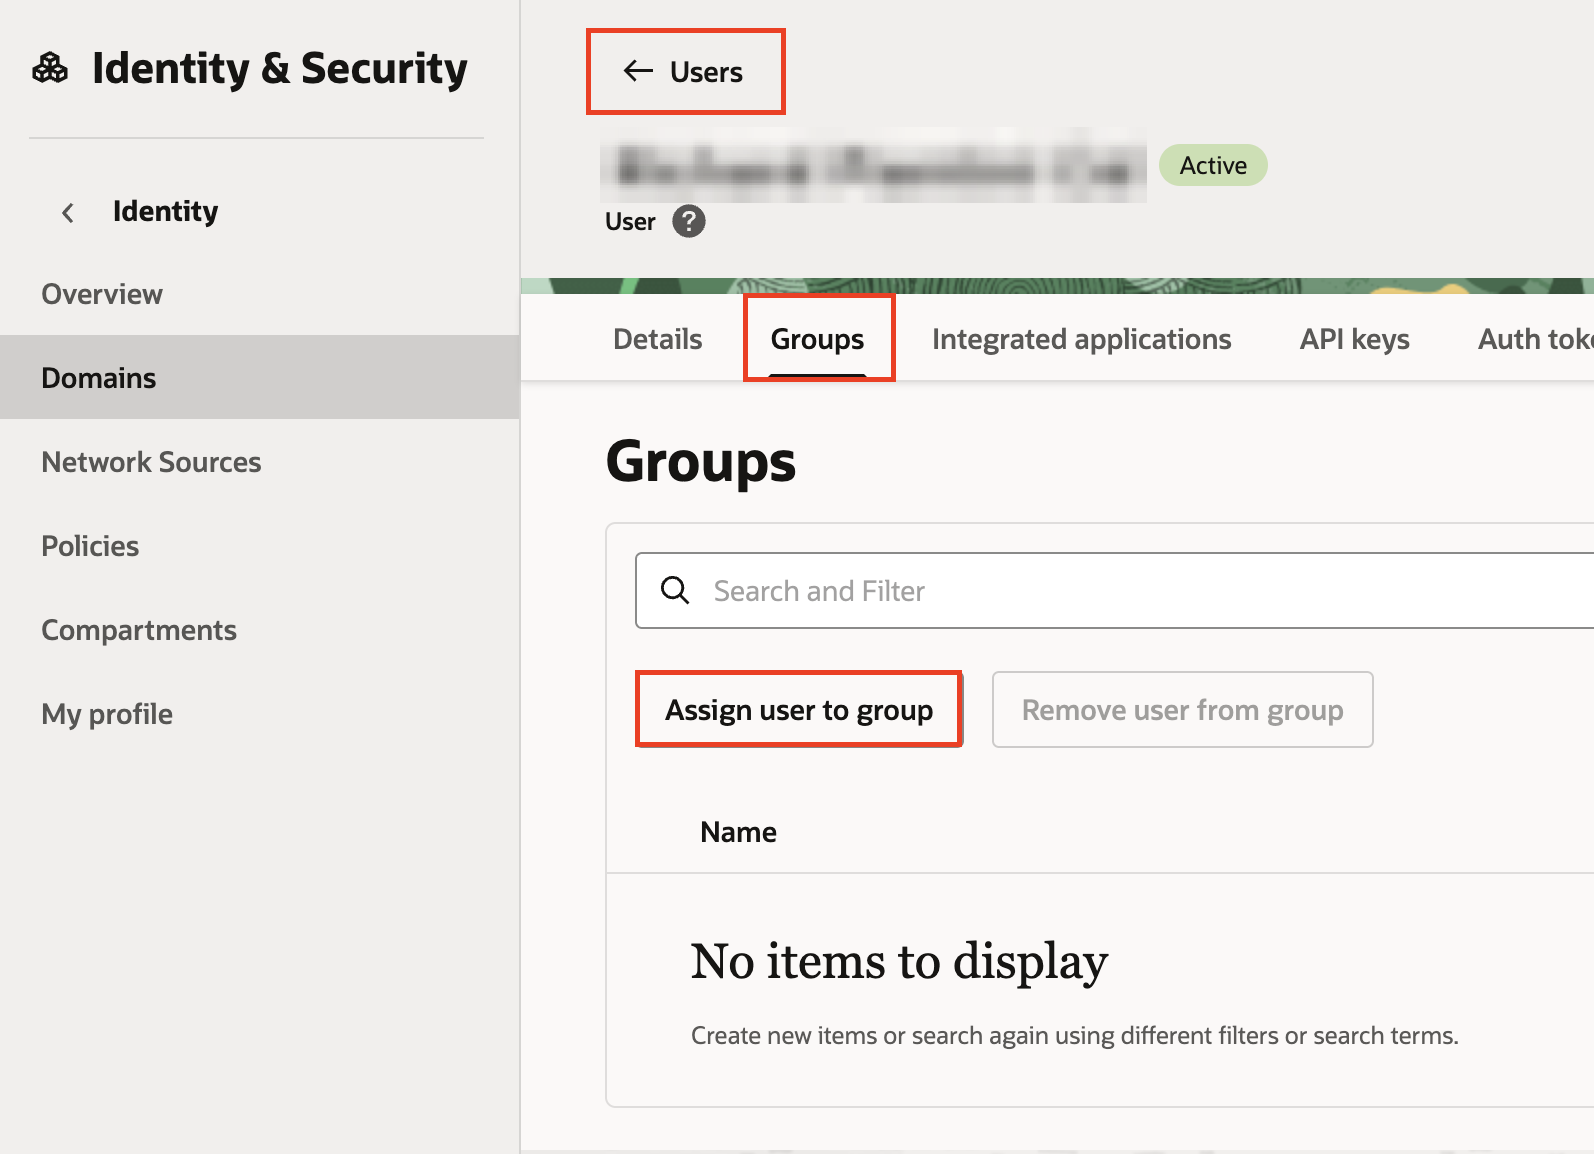 Identity & Security
Identity
Overview
Domains
Network Sources
Policies
Compartments
My profile
← Users
Active
User ?
Details Groups Integrated applications API keys Auth tok
Groups
Search and Filter
Assign user to group Remove user from group
Name
No items to display
Create new items or search again using different filters or search terms.